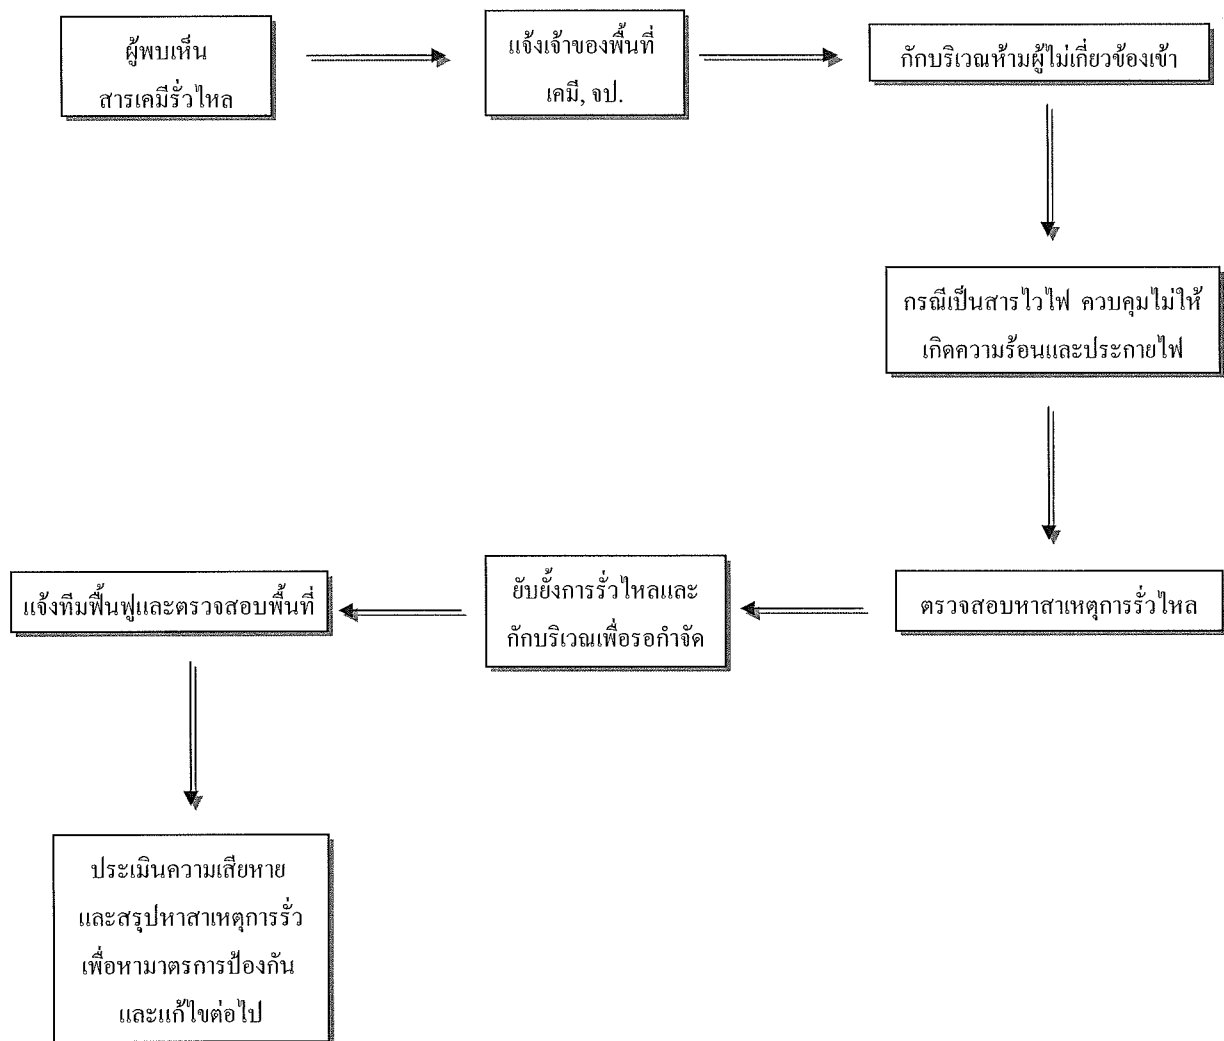 ผู้พบเห็น
สารเคมีรั่วไหล
แจ้งเจ้าของพื้นที่
เคมี, จป.
กักบริเวณห้ามผู้ไม่เกี่ยวข้องเข้า
กรณีเป็นสารไวไฟ ควบคุมไม่ให้
เกิดความร้อนและประกายไฟ
ตรวจสอบหาสาเหตุการรั่วไหล
ยับยั้งการรั่วไหลและ
กักบริเวณเพื่อรอกำจัด
แจ้งทีมฟื้นฟูและตรวจสอบพื้นที่
ประเมินความเสียหาย
และสรุปหาสาเหตุการรั่ว
เพื่อหามาตรการป้องกัน
และแก้ไขต่อไป